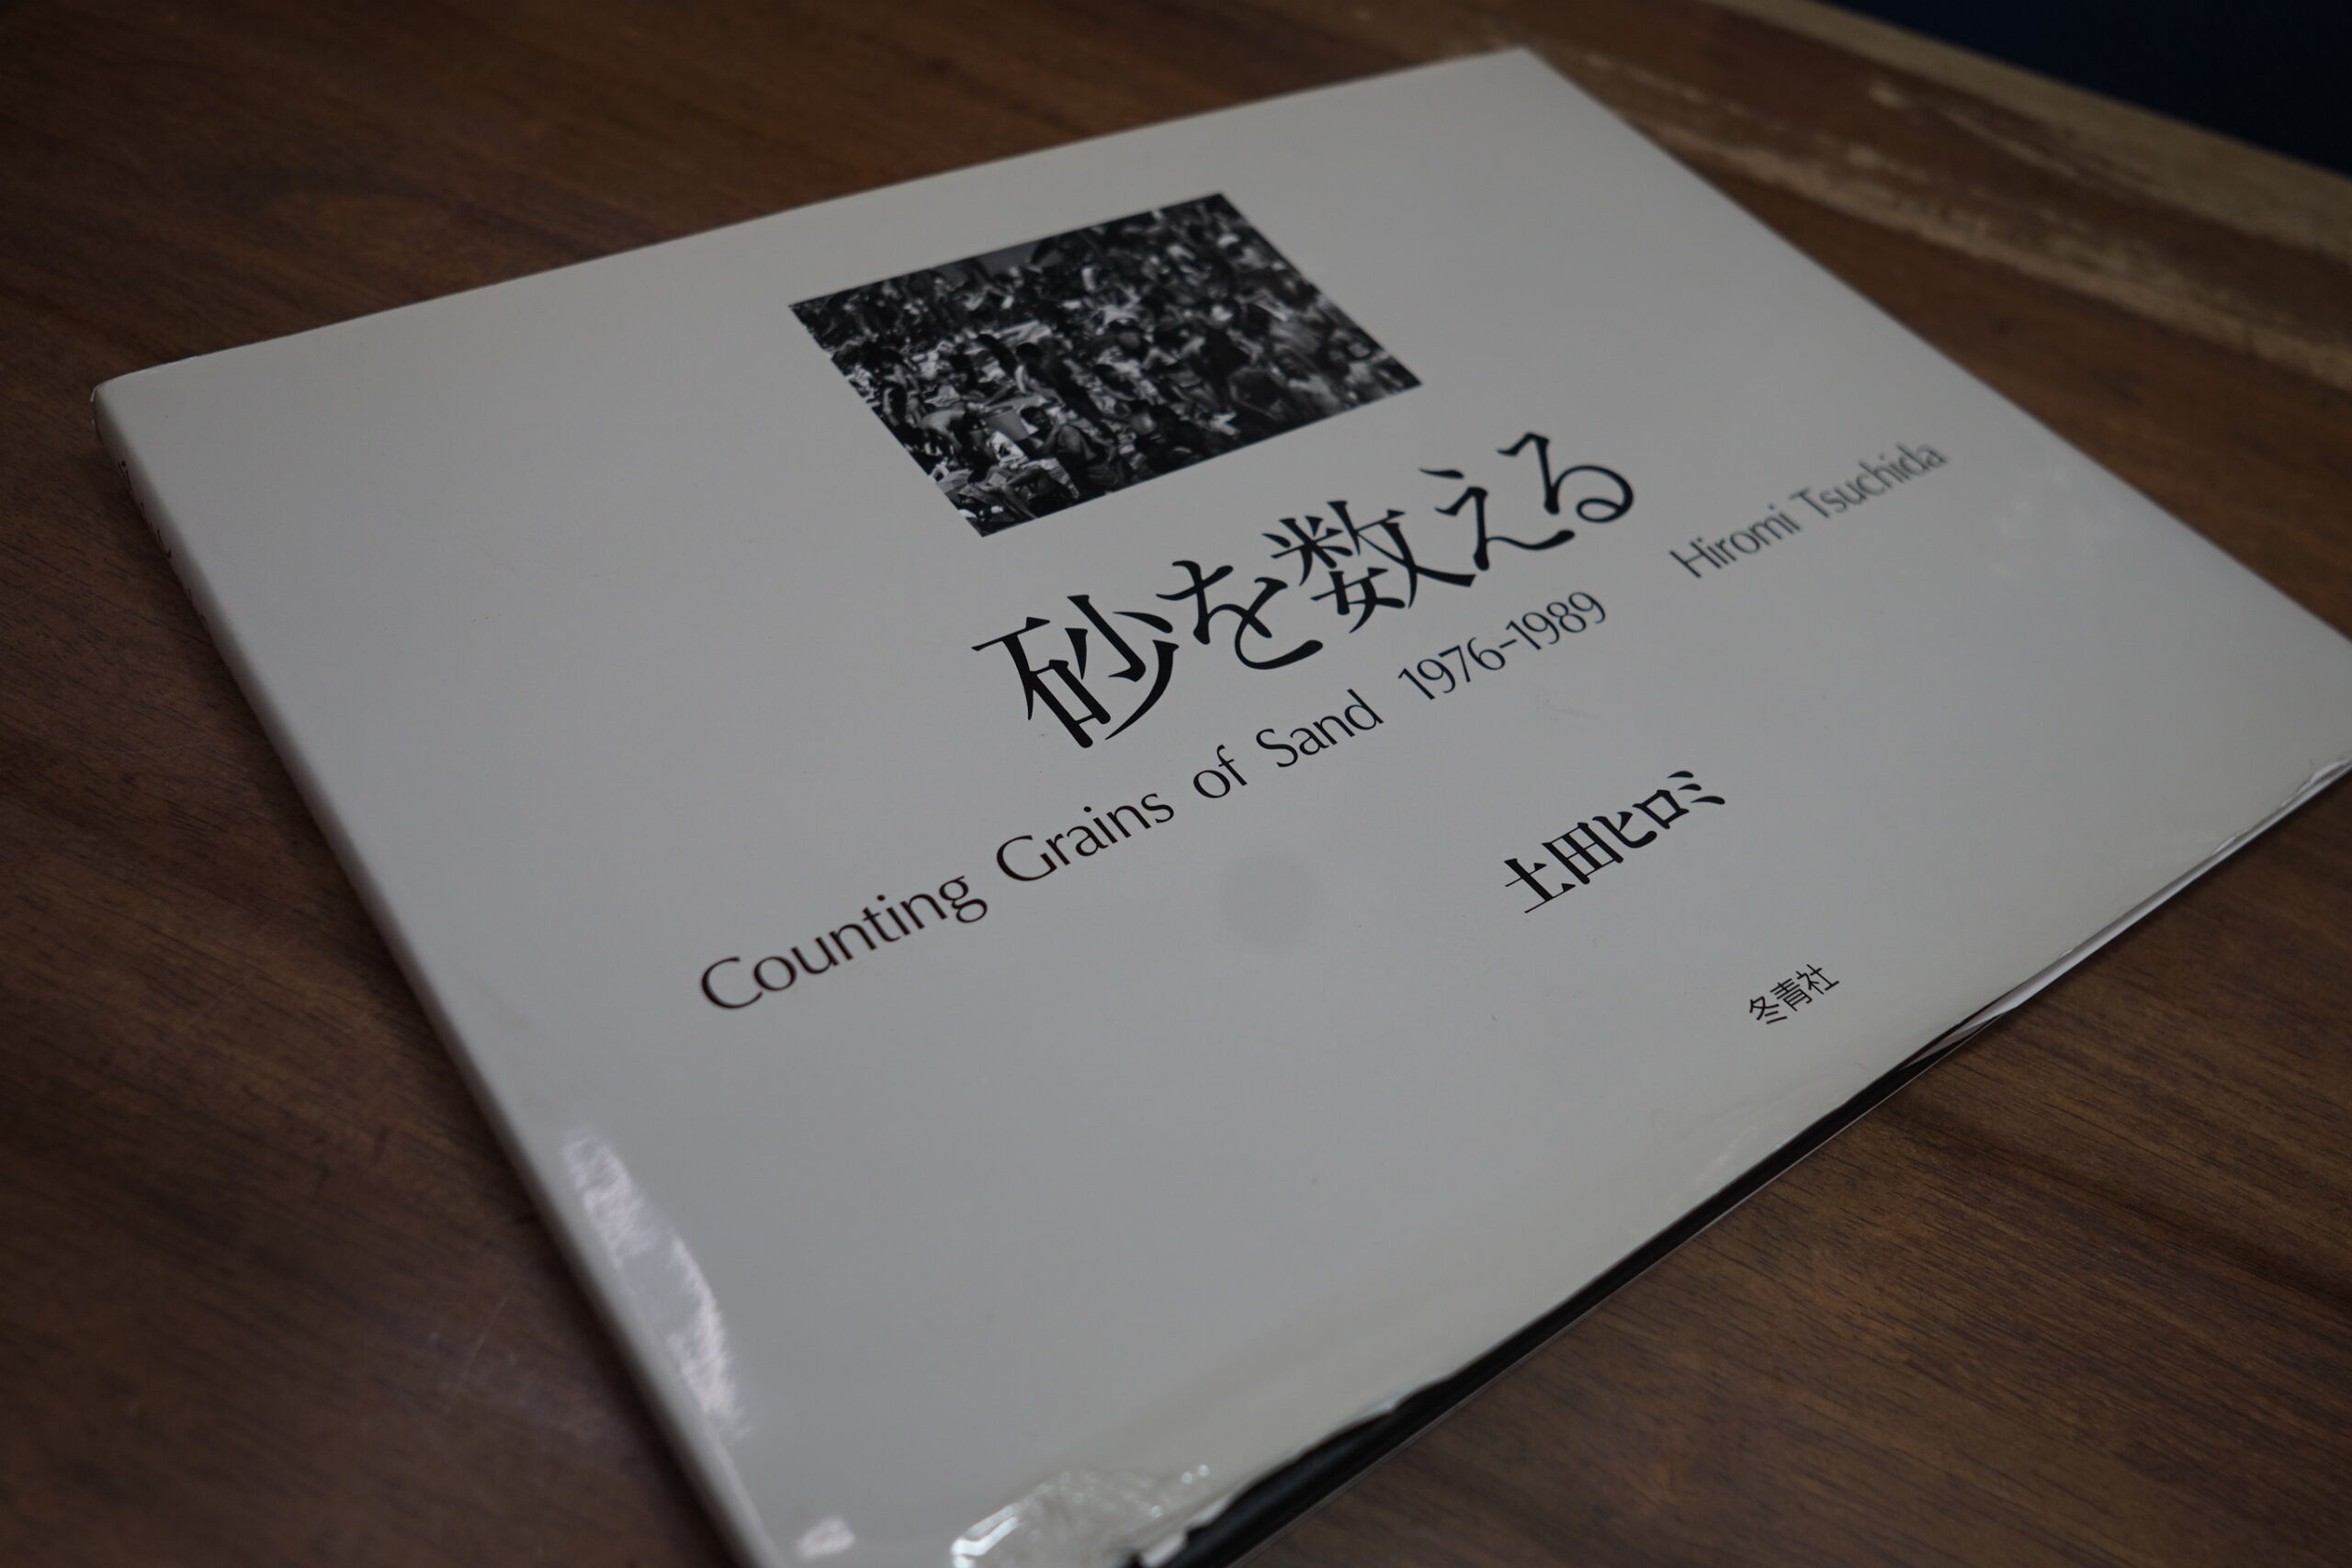 砂を数える
Counting Grains of Sand 1976-1989 Hiromi Tsuchida
土田ヒロミ
冬青社